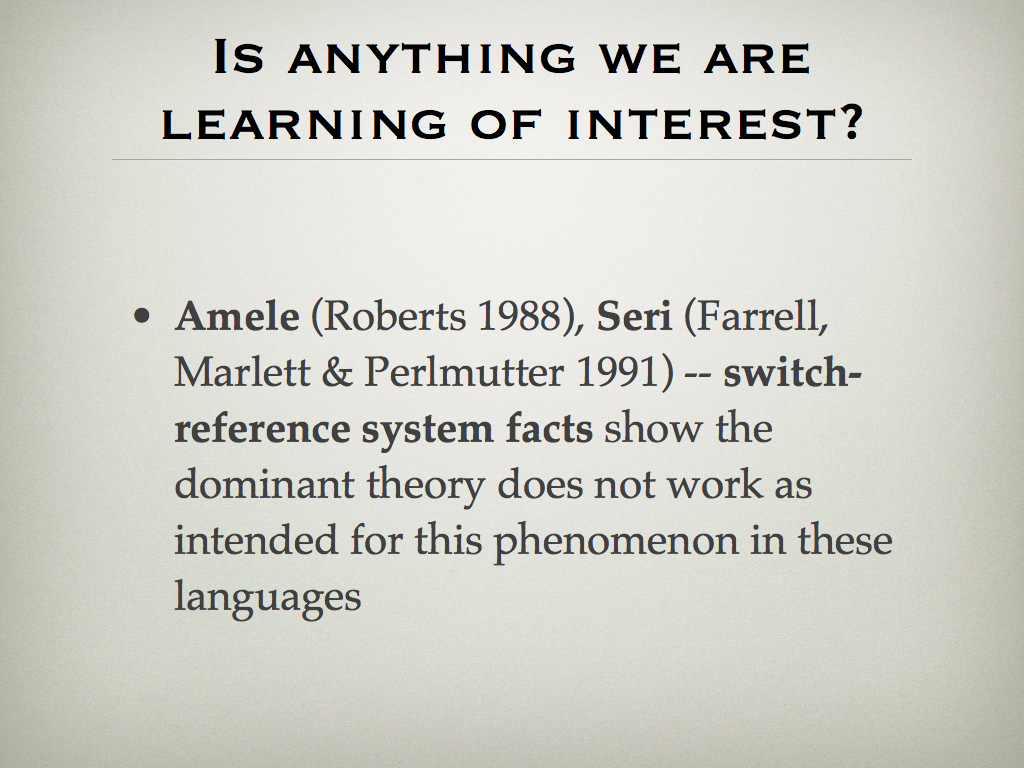 Is anything we are
learning of interest?
• Amele (Roberts 1988), Seri (Farrell,
Marlett & Perlmutter 1991) -- switch-
reference system facts show the
dominant theory does not work as
intended for this phenomenon in these
languages